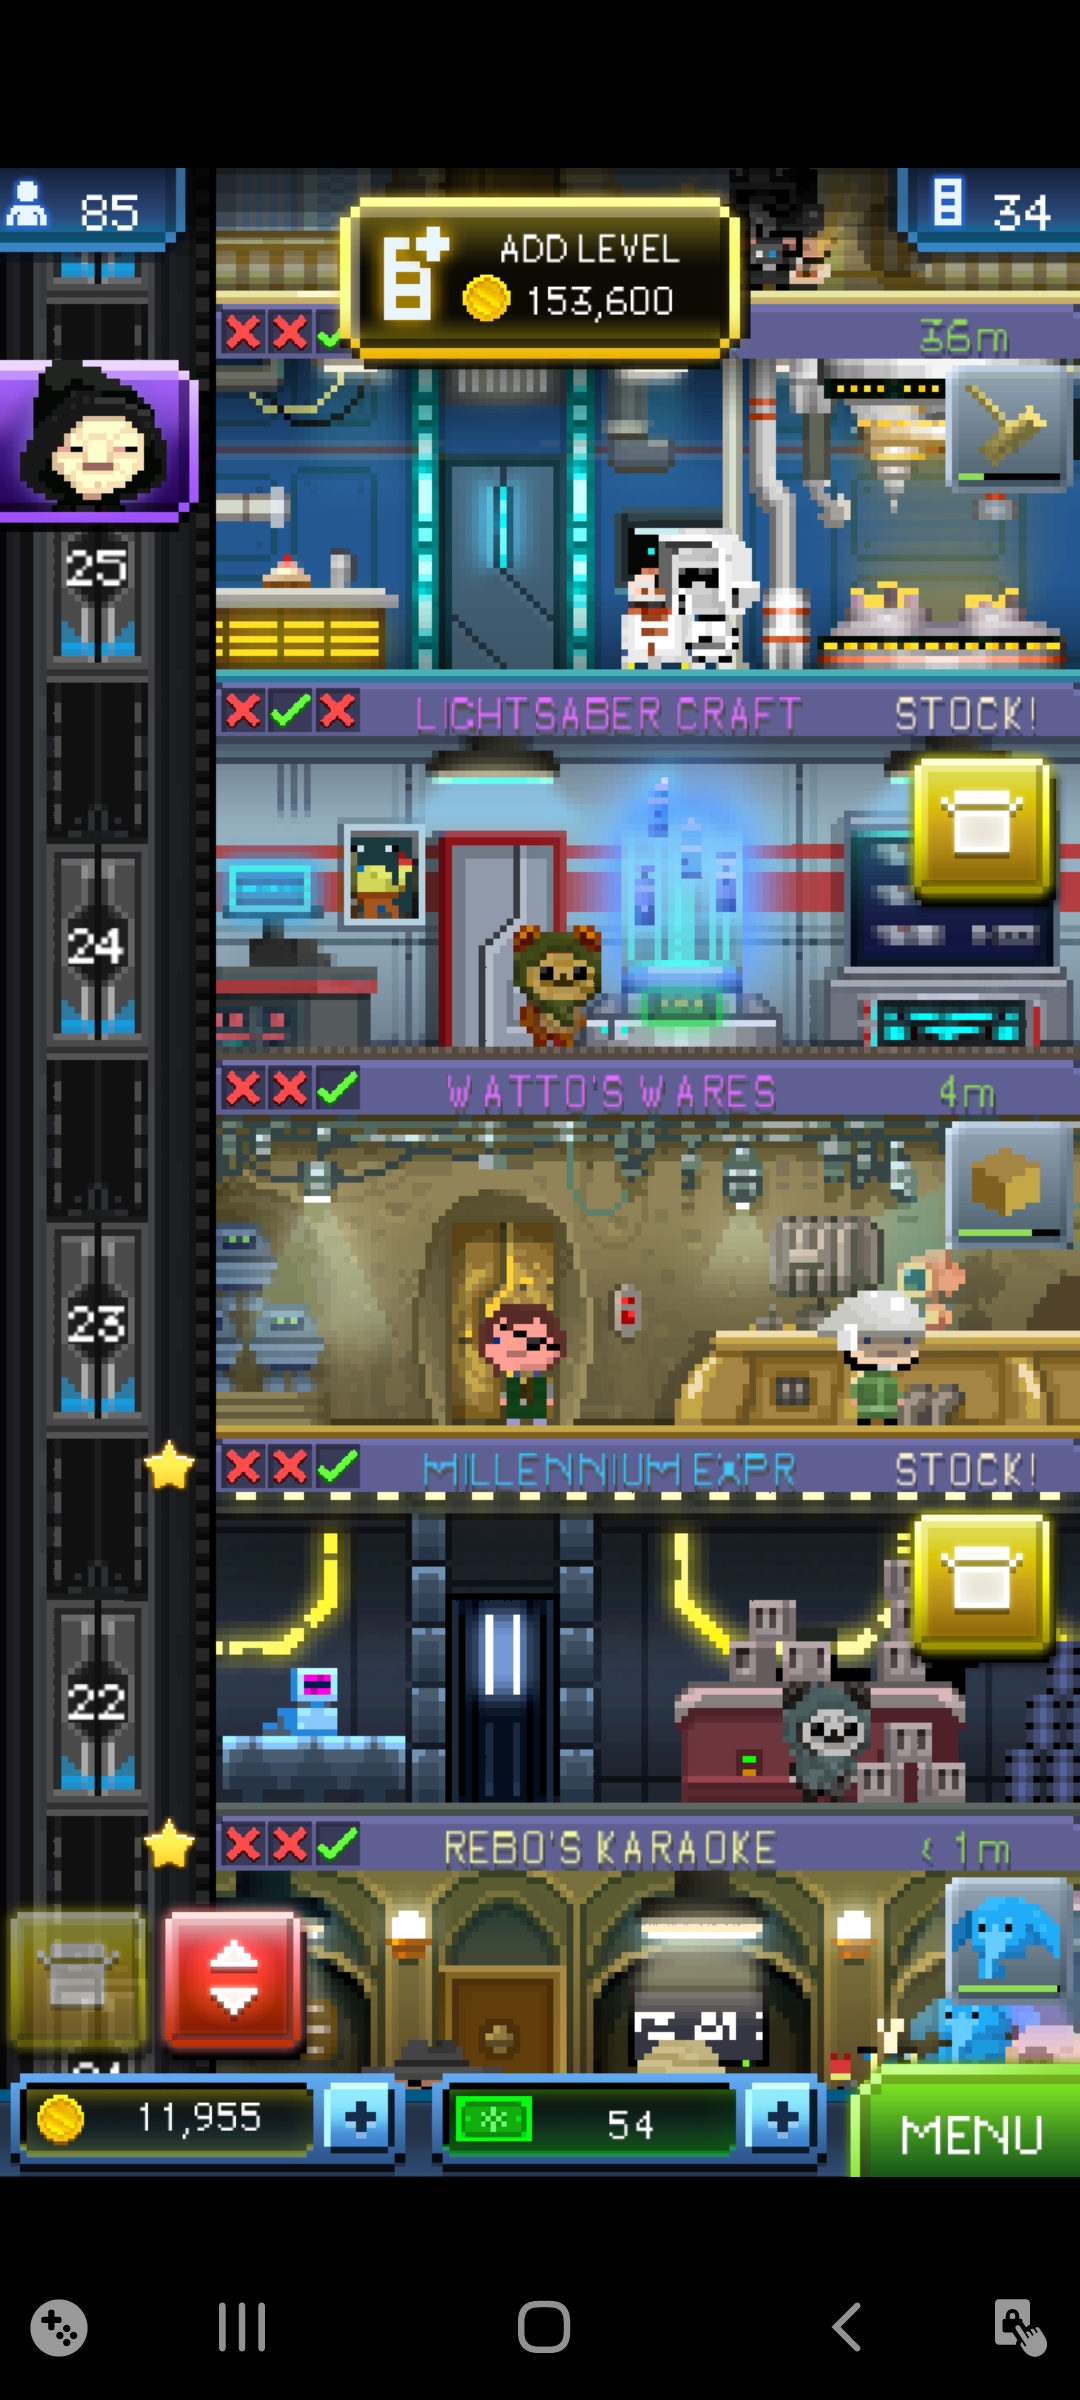 85
ADD LEVEL
153,600
34
36m
25
LIGHTSABER CRAFT
STOCK!
24
WATTO'S WARES
4m
23
MILLENNIUM EXPR
STOCK!
22
REBO'S KARAOKE
< 1m
11,955
54
MENU